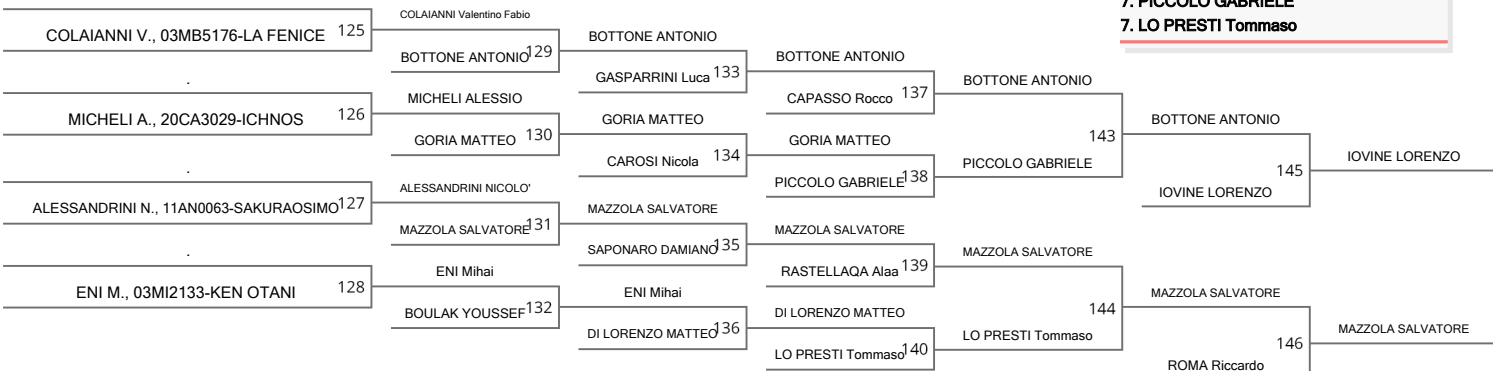 7. PICCOLO GABRIELE
7. LO PRESTI Tommaso
COLAIANNI V., 03MB5176-LA FENICE 125
.
MICHELI A., 20CA3029-ICHNOS 126
.
ALESSANDRINI N., 11AN0063-SAKURAOSIMO 127
.
ENI M., 03MI2133-KEN OTANI 128
COLAIANNI Valentino Fabio
BOTTONE ANTONIO 129
MICHELI ALESSIO
GORIA MATTEO 130
ALESSANDRINI NICOLO'
MAZZOLA SALVATORE 131
ENI Mihai
BOULAK YOUSSEF 132
BOTTONE ANTONIO
GASPARRINI Luca 133
GORIA MATTEO
CAROSI Nicola 134
MAZZOLA SALVATORE
SAPONARO DAMIANO 135
ENI Mihai
DI LORENZO MATTEO 136
BOTTONE ANTONIO
CAPASSO Rocco 137
GORIA MATTEO
PICCOLO GABRIELE 138
MAZZOLA SALVATORE
RASTELLAQA Alaa 139
DI LORENZO MATTEO
LO PRESTI Tommaso 140
BOTTONE ANTONIO
143
PICCOLO GABRIELE
MAZZOLA SALVATORE
144
LO PRESTI Tommaso
BOTTONE ANTONIO
145
IOVINE LORENZO
MAZZOLA SALVATORE
146
ROMA Riccardo
IOVINE LORENZO
MAZZOLA SALVATORE